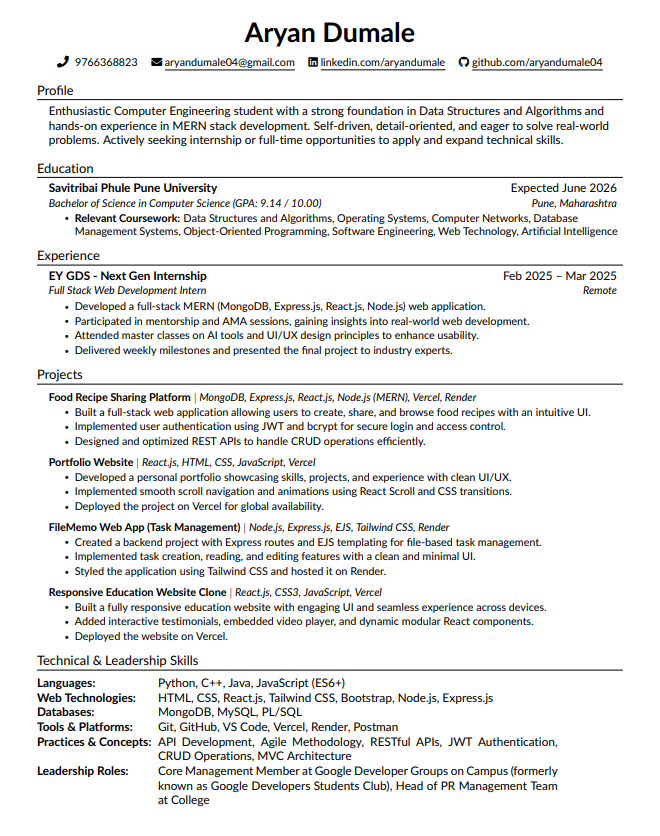 Aryan Dumale
9766368823 aryandumale04@gmail.com linkedin.com/aryandumale github.com/aryandumale04
Profile
Enthusiastic Computer Engineering student with a strong foundation in Data Structures and Algorithms and
hands-on experience in MERN stack development. Self-driven, detail-oriented, and eager to solve real-world
problems. Actively seeking internship or full-time opportunities to apply and expand technical skills.
Education
Savitribai Phule Pune University Expected June 2026
Bachelor of Science in Computer Science (GPA: 9.14 / 10.00) Pune, Maharashtra
• Relevant Coursework: Data Structures and Algorithms, Operating Systems, Computer Networks, Database
Management Systems, Object-Oriented Programming, Software Engineering, Web Technology, Artificial Intelligence
Experience
EY GDS - Next Gen Internship Feb 2025 – Mar 2025
Full Stack Web Development Intern Remote
• Developed a full-stack MERN (MongoDB, Express.js, React.js, Node.js) web application.
• Participated in mentorship and AMA sessions, gaining insights into real-world web development.
• Attended master classes on AI tools and UI/UX design principles to enhance usability.
• Delivered weekly milestones and presented the final project to industry experts.
Projects
Food Recipe Sharing Platform | MongoDB, Express.js, React.js, Node.js (MERN), Vercel, Render
• Built a full-stack web application allowing users to create, share, and browse food recipes with an intuitive UI.
• Implemented user authentication using JWT and bcrypt for secure login and access control.
• Designed and optimized REST APIs to handle CRUD operations efficiently.
Portfolio Website | React.js, HTML, CSS, JavaScript, Vercel
• Developed a personal portfolio showcasing skills, projects, and experience with clean UI/UX.
• Implemented smooth scroll navigation and animations using React Scroll and CSS transitions.
• Deployed the project on Vercel for global availability.
FileMemo Web App (Task Management) | Node.js, Express.js, EJS, Tailwind CSS, Render
• Created a backend project with Express routes and EJS templating for file-based task management.
• Implemented task creation, reading, and editing features with a clean and minimal UI.
• Styled the application using Tailwind CSS and hosted it on Render.
Responsive Education Website Clone | React.js, CSS3, JavaScript, Vercel
• Built a fully responsive education website with engaging UI and seamless experience across devices.
• Added interactive testimonials, embedded video player, and dynamic modular React components.
• Deployed the website on Vercel.
Technical & Leadership Skills
Languages: Python, C++, Java, JavaScript (ES6+)
Web Technologies: HTML, CSS, React.js, Tailwind CSS, Bootstrap, Node.js, Express.js
Databases: MongoDB, MySQL, PL/SQL
Tools & Platforms: Git, GitHub, VS Code, Vercel, Render, Postman
Practices & Concepts: API Development, Agile Methodology, RESTful APIs, JWT Authentication,
CRUD Operations, MVC Architecture
Leadership Roles: Core Management Member at Google Developer Groups on Campus (formerly
known as Google Developers Students Club), Head of PR Management Team
at College